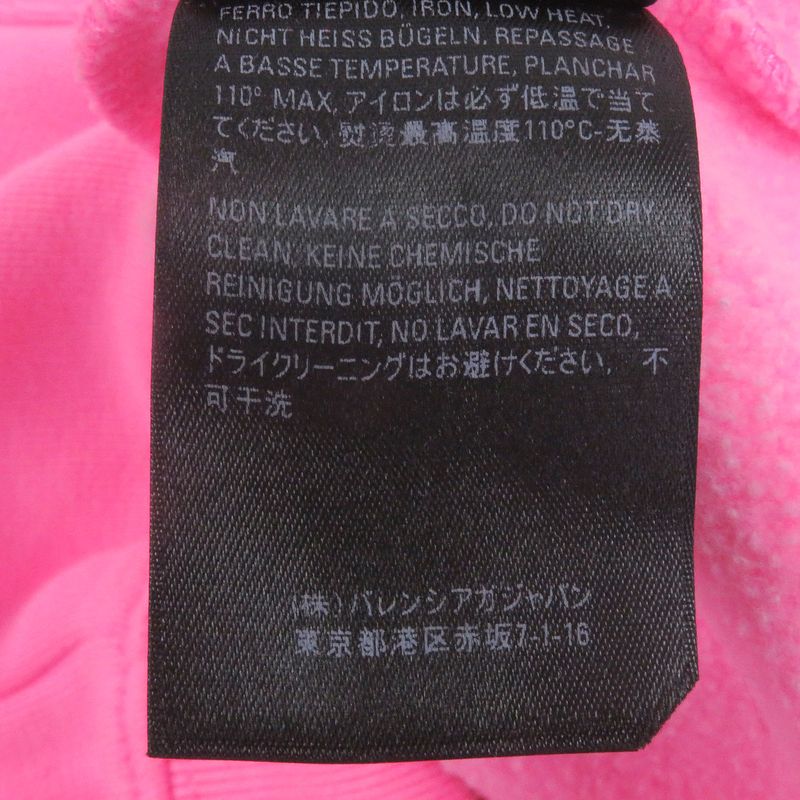 FERRO TIEPIDO, IRON, LOW HEAT,
NICHT HEISS BÜGELN, REPASSAGE
A BASSE TEMPERATURE, PLANCHAR
110° MAX, アイロンは必ず低温で当て
てください, 熨烫最高温度110°C-无蒸
汽
NON LAVARE A SECCO, DO NOT DRY
CLEAN, KEINE CHEMISCHE
REINIGUNG MÖGLICH, NETTOYAGE A
SEC INTERDIT, NO LAVAR EN SECO,
ドライクリーニングはお避けください, 不
可干洗
(株)バレンシアガジャパン
東京都港区赤坂7-1-16